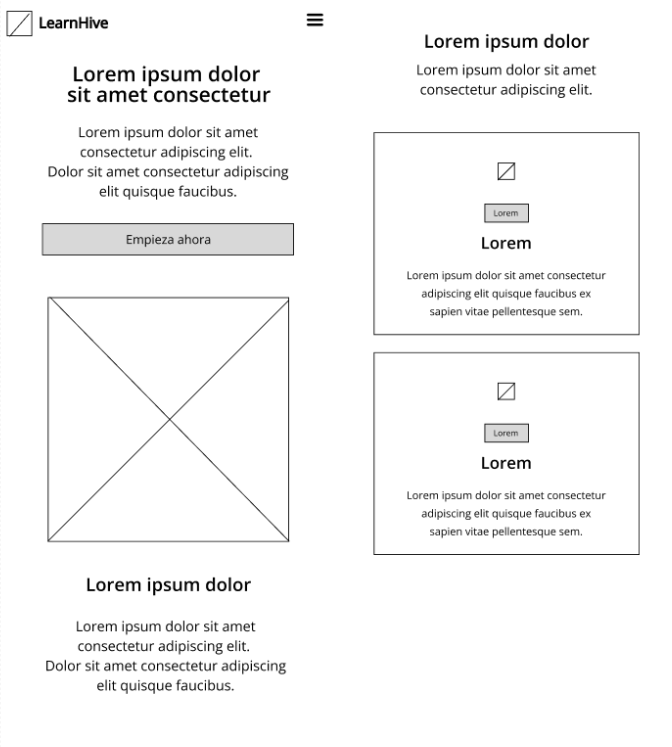 LearnHive
Lorem ipsum dolor
sit amet consectetur
Lorem ipsum dolor sit amet
consectetur adipiscing elit.
Dolor sit amet consectetur adipiscing
elit quisque faucibus.
Empieza ahora
Lorem ipsum dolor
Lorem ipsum dolor sit amet
consectetur adipiscing elit.
Dolor sit amet consectetur adipiscing
elit quisque faucibus.
Lorem ipsum dolor
Lorem ipsum dolor sit amet
consectetur adipiscing elit.
Lorem
Lorem
Lorem ipsum dolor sit amet consectetur
adipiscing elit quisque faucibus ex
sapien vitae pellentesque sem.
Lorem
Lorem
Lorem ipsum dolor sit amet consectetur
adipiscing elit quisque faucibus ex
sapien vitae pellentesque sem.